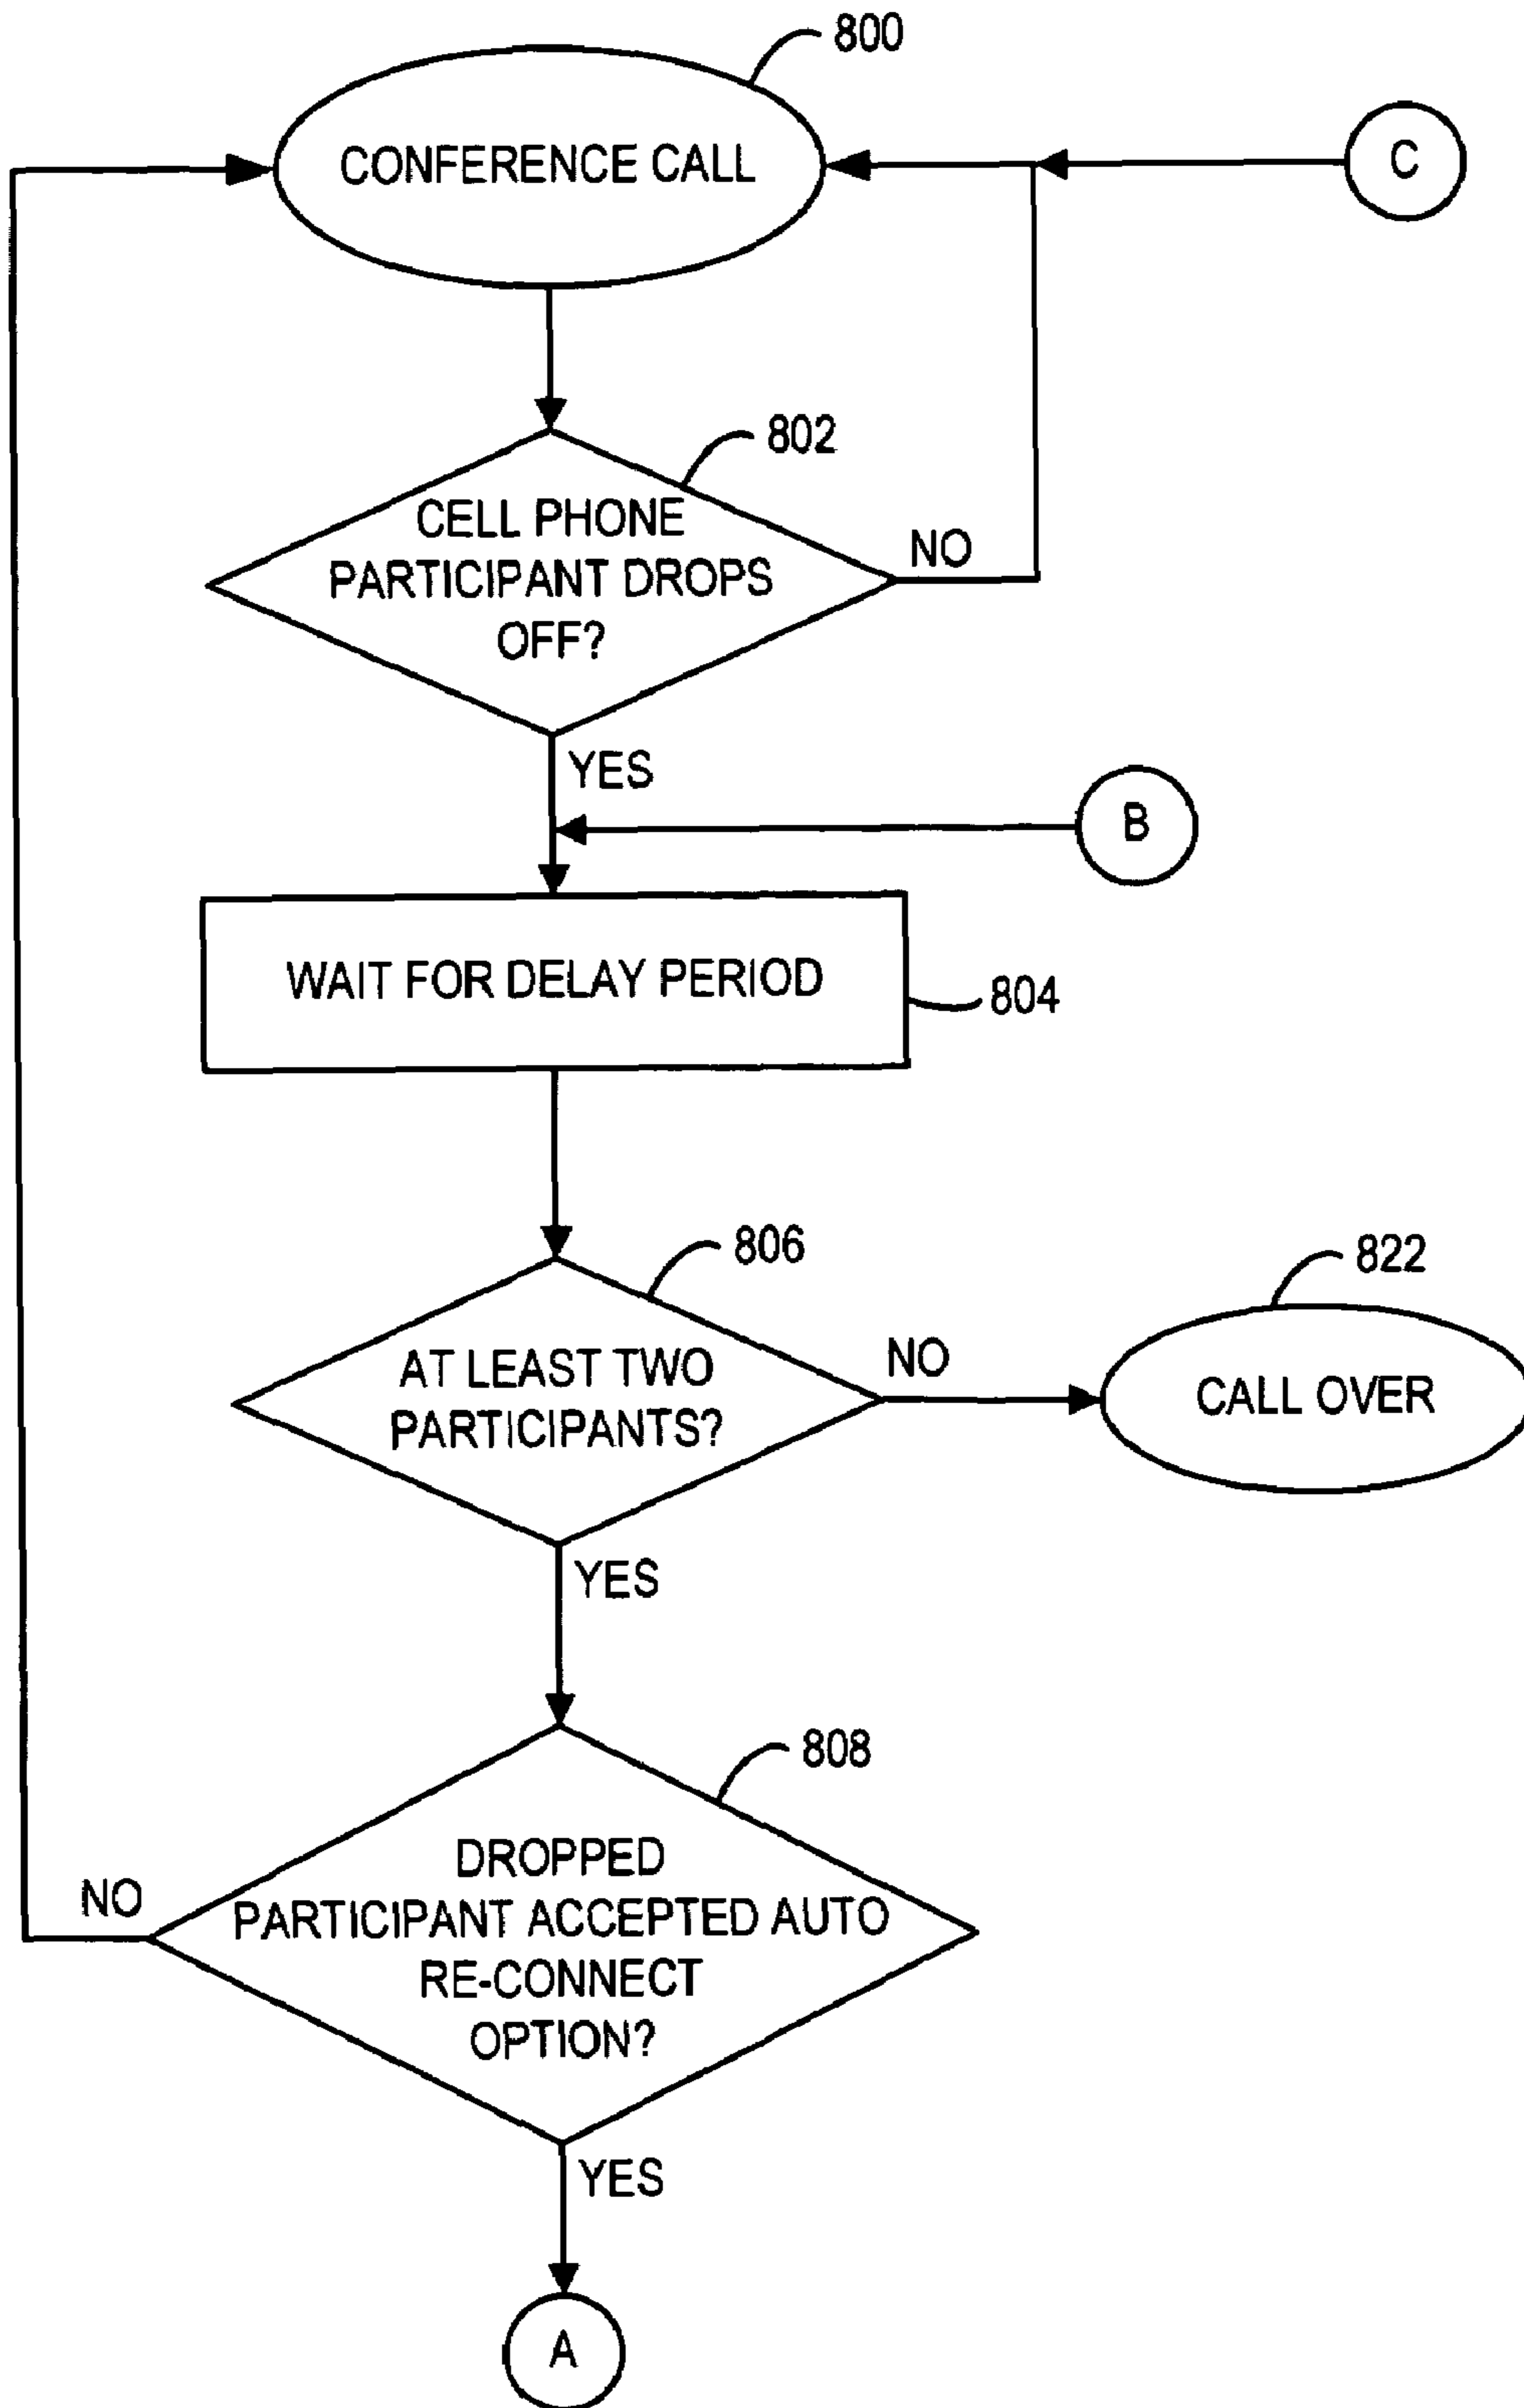 800
CONFERENCE CALL
C
802
CELL PHONE
PARTICIPANT DROPS
OFF?
NO
YES
B
WAIT FOR DELAY PERIOD
804
806
AT LEAST TWO
PARTICIPANTS?
NO
822
CALL OVER
YES
808
DROPPED
PARTICIPANT ACCEPTED AUTO
RE-CONNECT
OPTION?
NO
YES
A